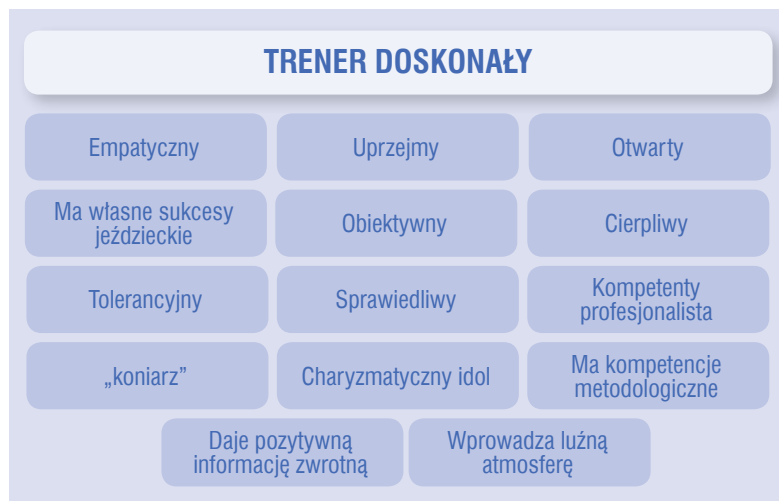 TRENER DOSKONAŁY
Empatyczny
Uprzejmy
Otwarty
Ma własne sukcesy
jeździeckie
Obiektywny
Cierpliwy
Tolerancyjny
Sprawiedliwy
Kompetenty
profesjonalista
„koniarz”
Charyzmatyczny idol
Ma kompetencje
metodologiczne
Daje pozytywną
informację zwrotną
Wprowadza luźną
atmosferę